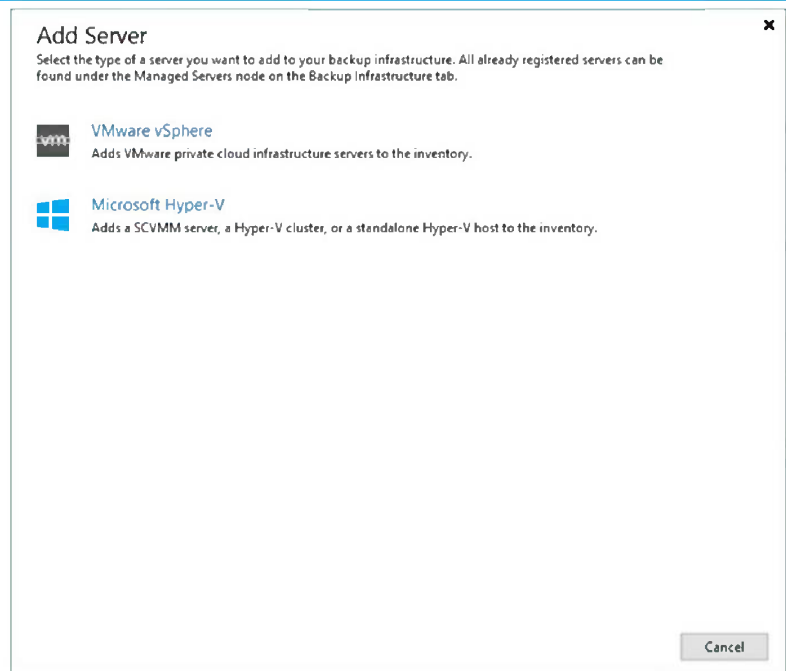 Add Server
Select the type of a server you want to add to your backup infrastructure. All already registered servers can be
found under the Managed Servers node on the Backup Infrastructure tab.
vm
VMware vSphere
Adds VMware private cloud infrastructure servers to the inventory.
Microsoft Hyper-V
Adds a SCVMM server, a Hyper-V cluster, or a standalone Hyper-V host to the inventory.
Cancel